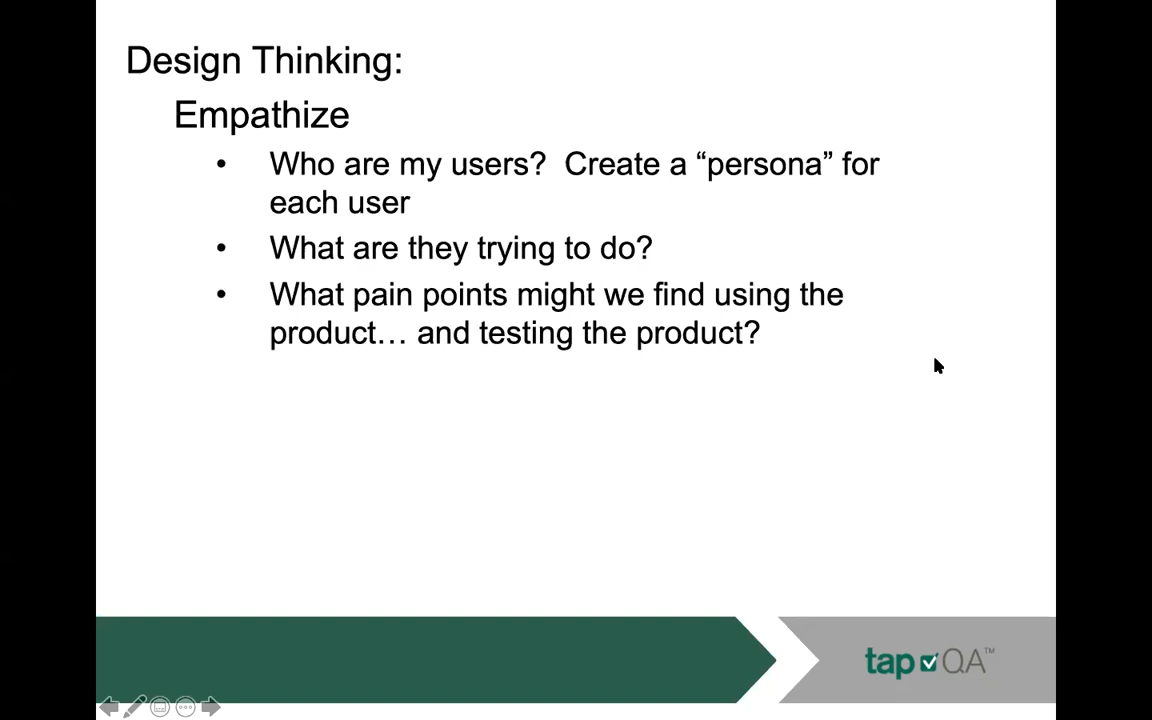 Design Thinking:
Empathize
• Who are my users?  Create a “persona” for
each user
• What are they trying to do?
• What pain points might we find using the
product… and testing the product?
tap QA™